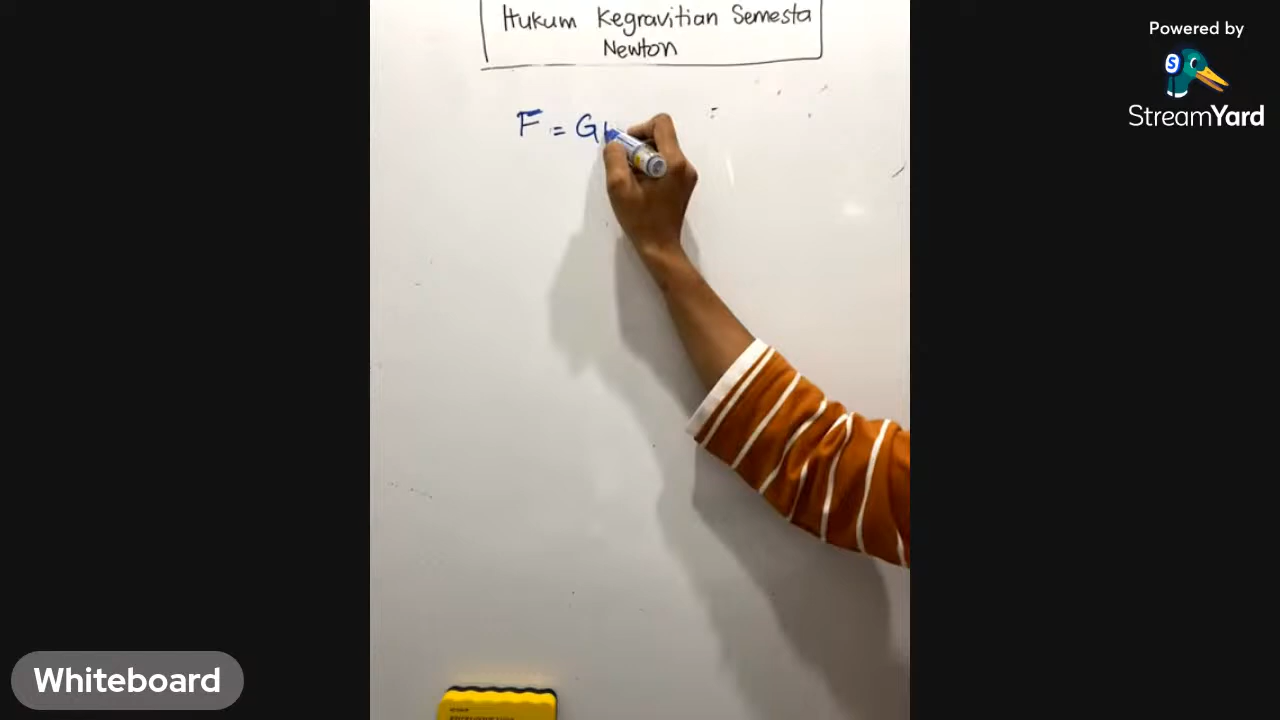 Hukum Kegravitian Semesta
Newton
F = G
Powered by
StreamYard
Whiteboard